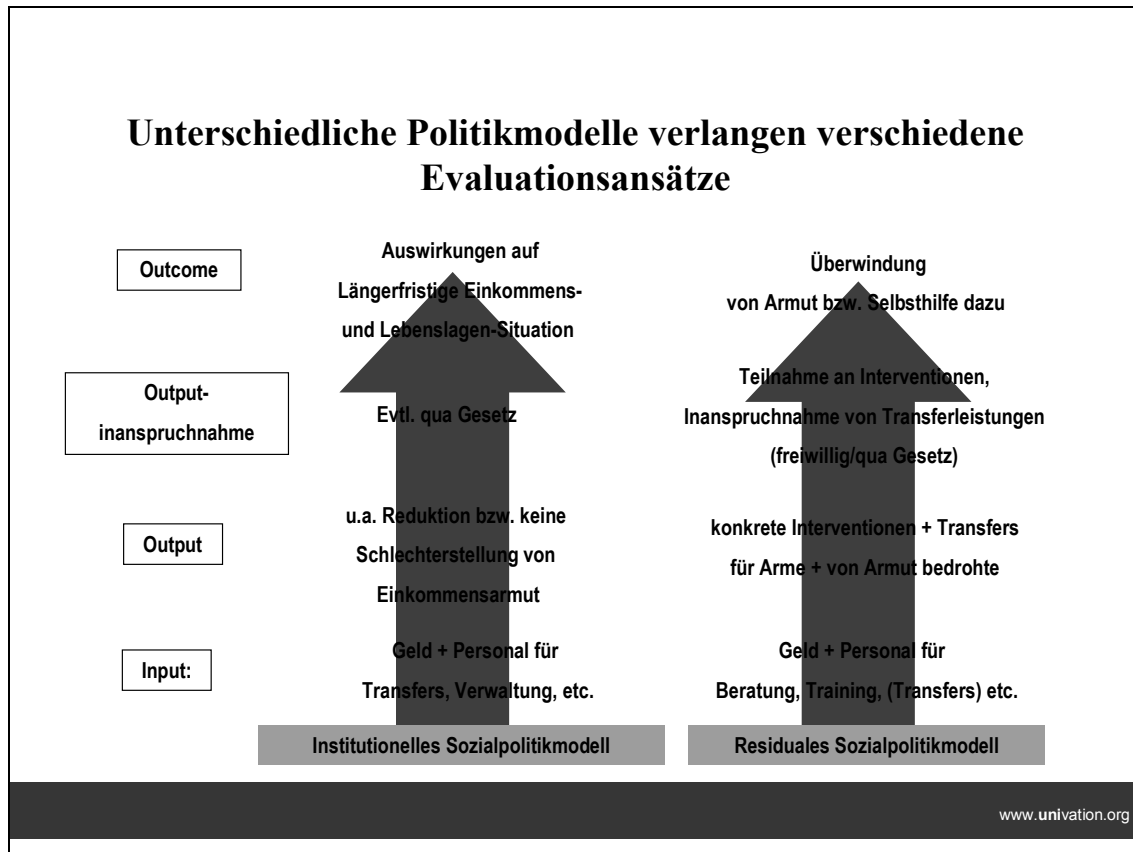 Unterschiedliche Politikmodelle verlangen verschiedene
Evaluationsansätze
Outcome
Auswirkungen auf
Längerfristige Einkommens-
und Lebenslagen-Situation
Überwindung
von Armut bzw. Selbsthilfe dazu
Output-
inanspruchnahme
Evtl. qua Gesetz
Teilnahme an Interventionen,
Inanspruchnahme von Transferleistungen
(freiwillig/qua Gesetz)
Output
u.a. Reduktion bzw. keine
Schlechterstellung von
Einkommensarmut
konkrete Interventionen + Transfers
für Arme + von Armut bedrohte
Input:
Geld + Personal für
Transfers, Verwaltung, etc.
Geld + Personal für
Beratung, Training, (Transfers) etc.
Institutionelles Sozialpolitikmodell
Residuales Sozialpolitikmodell
www.univation.org